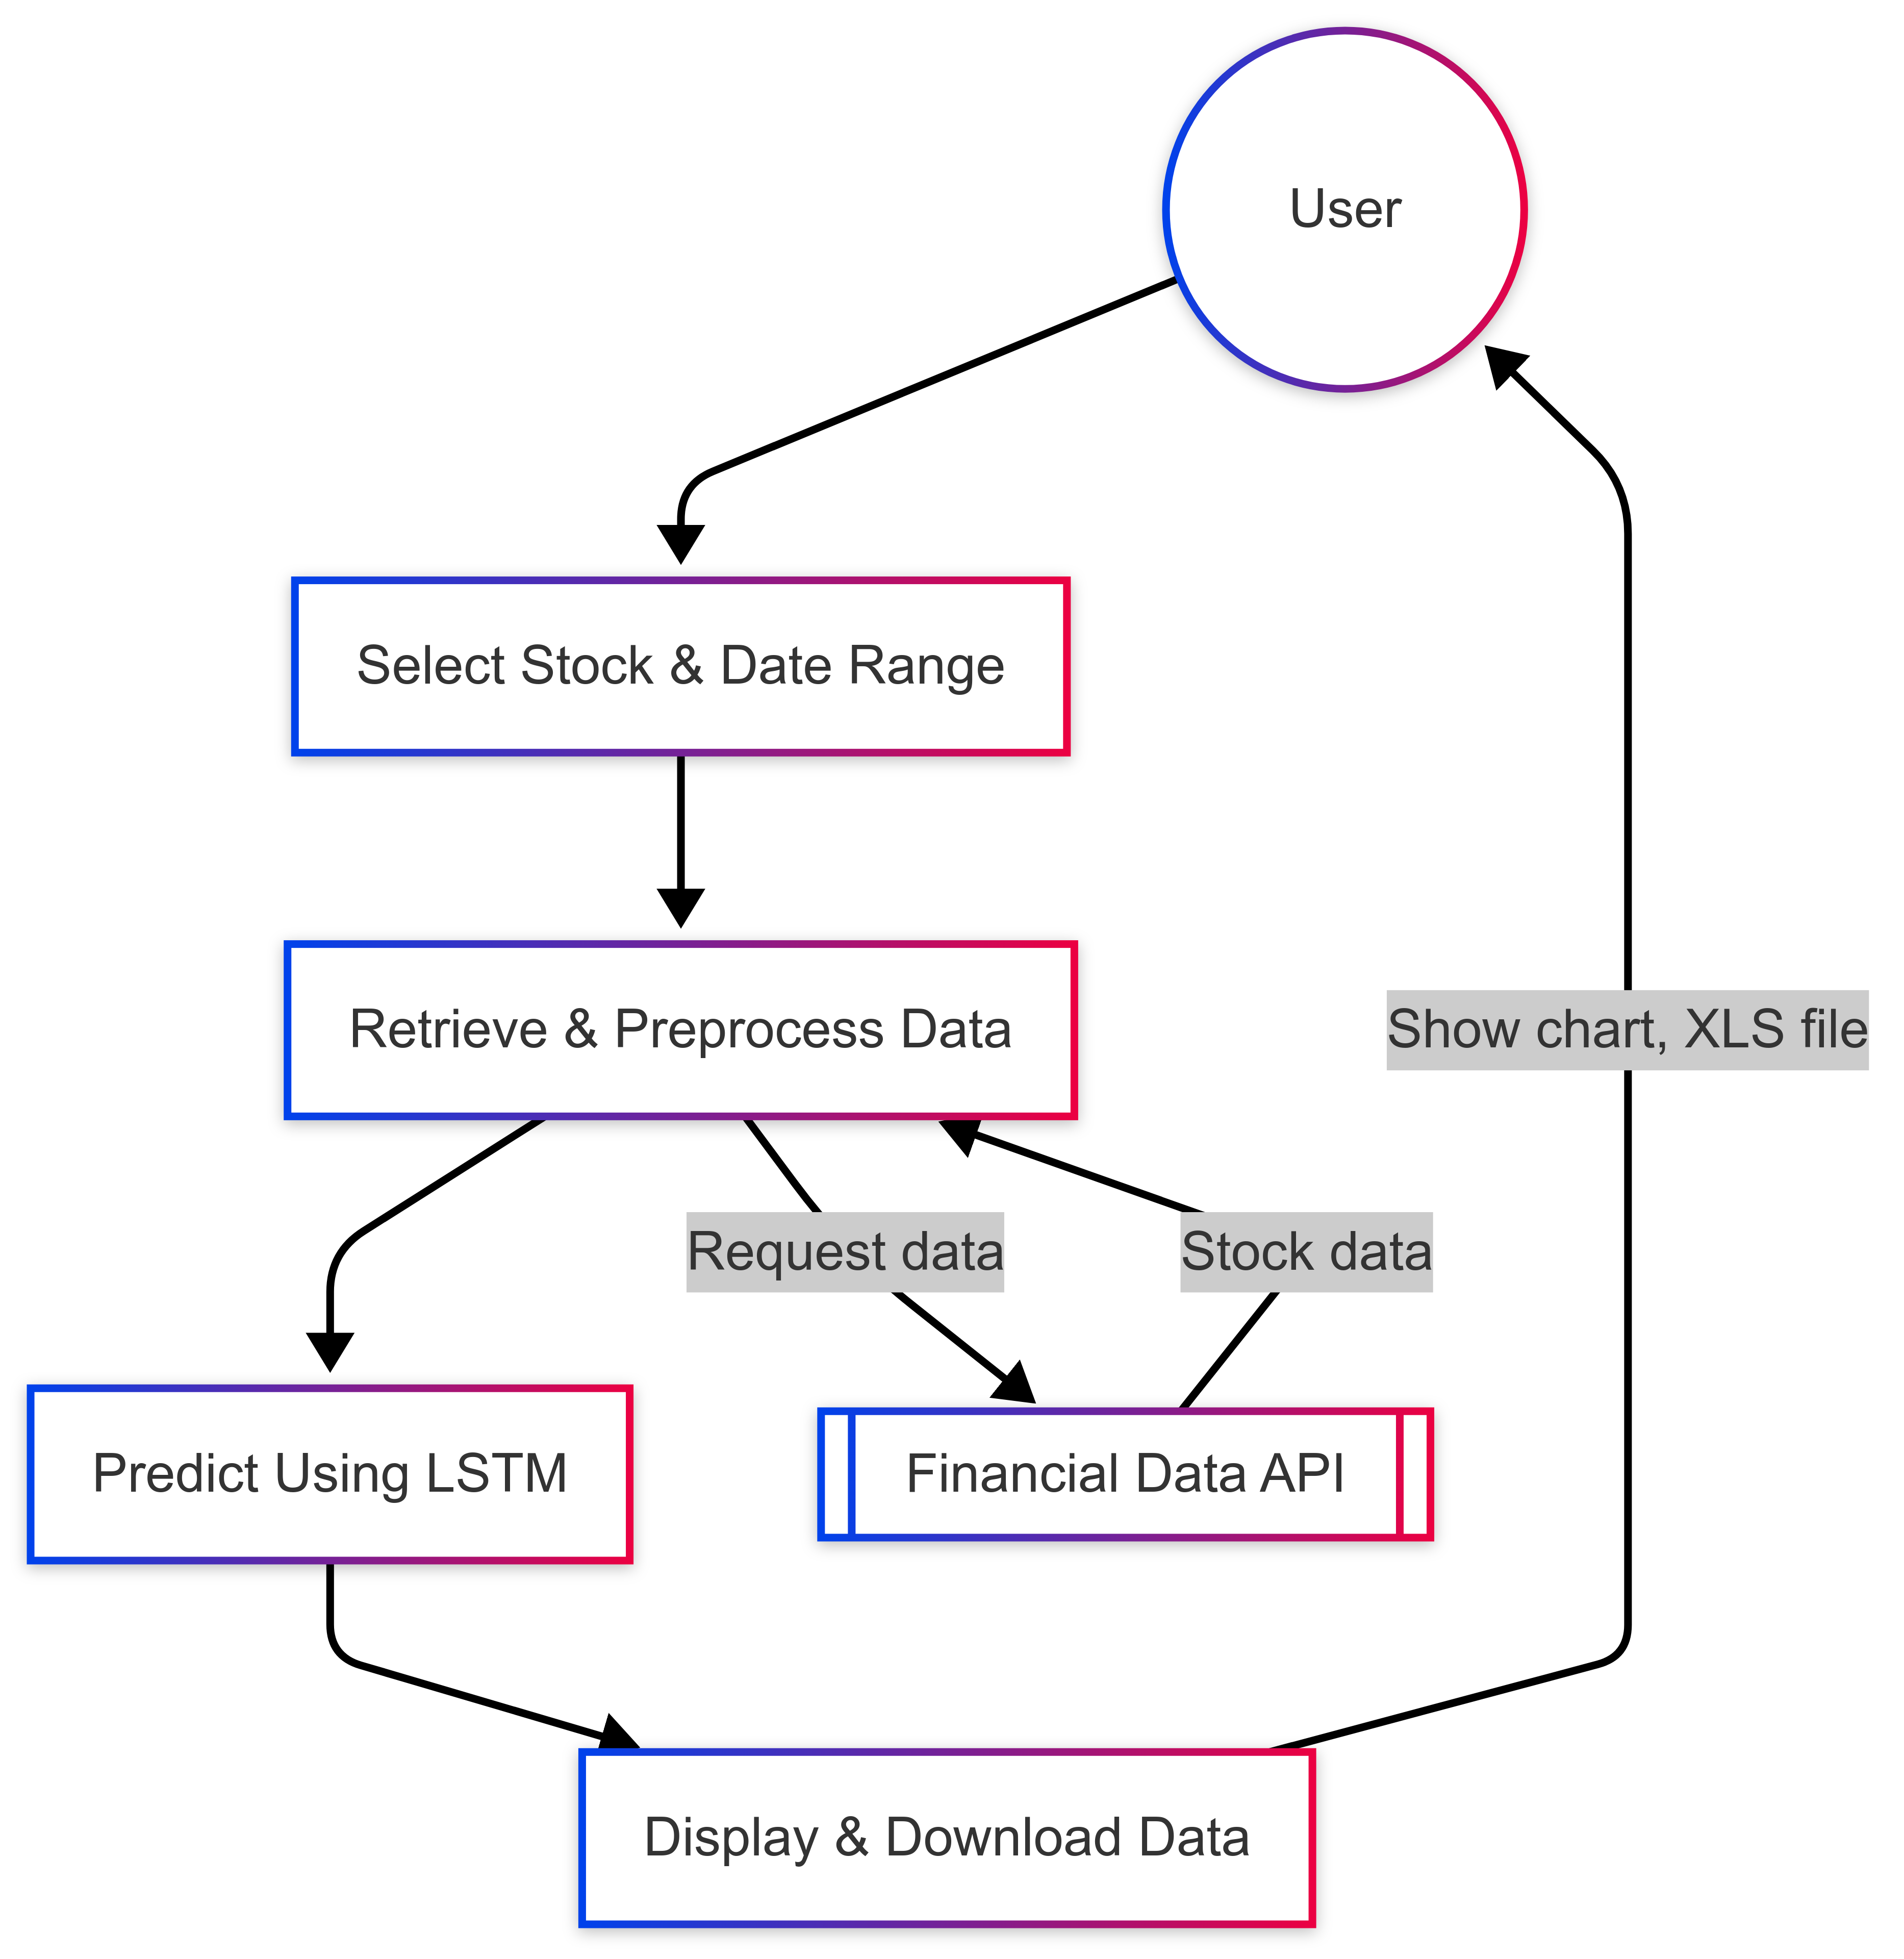 User
Select Stock & Date Range
Retrieve & Preprocess Data
Show chart, XLS file
Request data
Stock data
Predict Using LSTM
Financial Data API
Display & Download Data